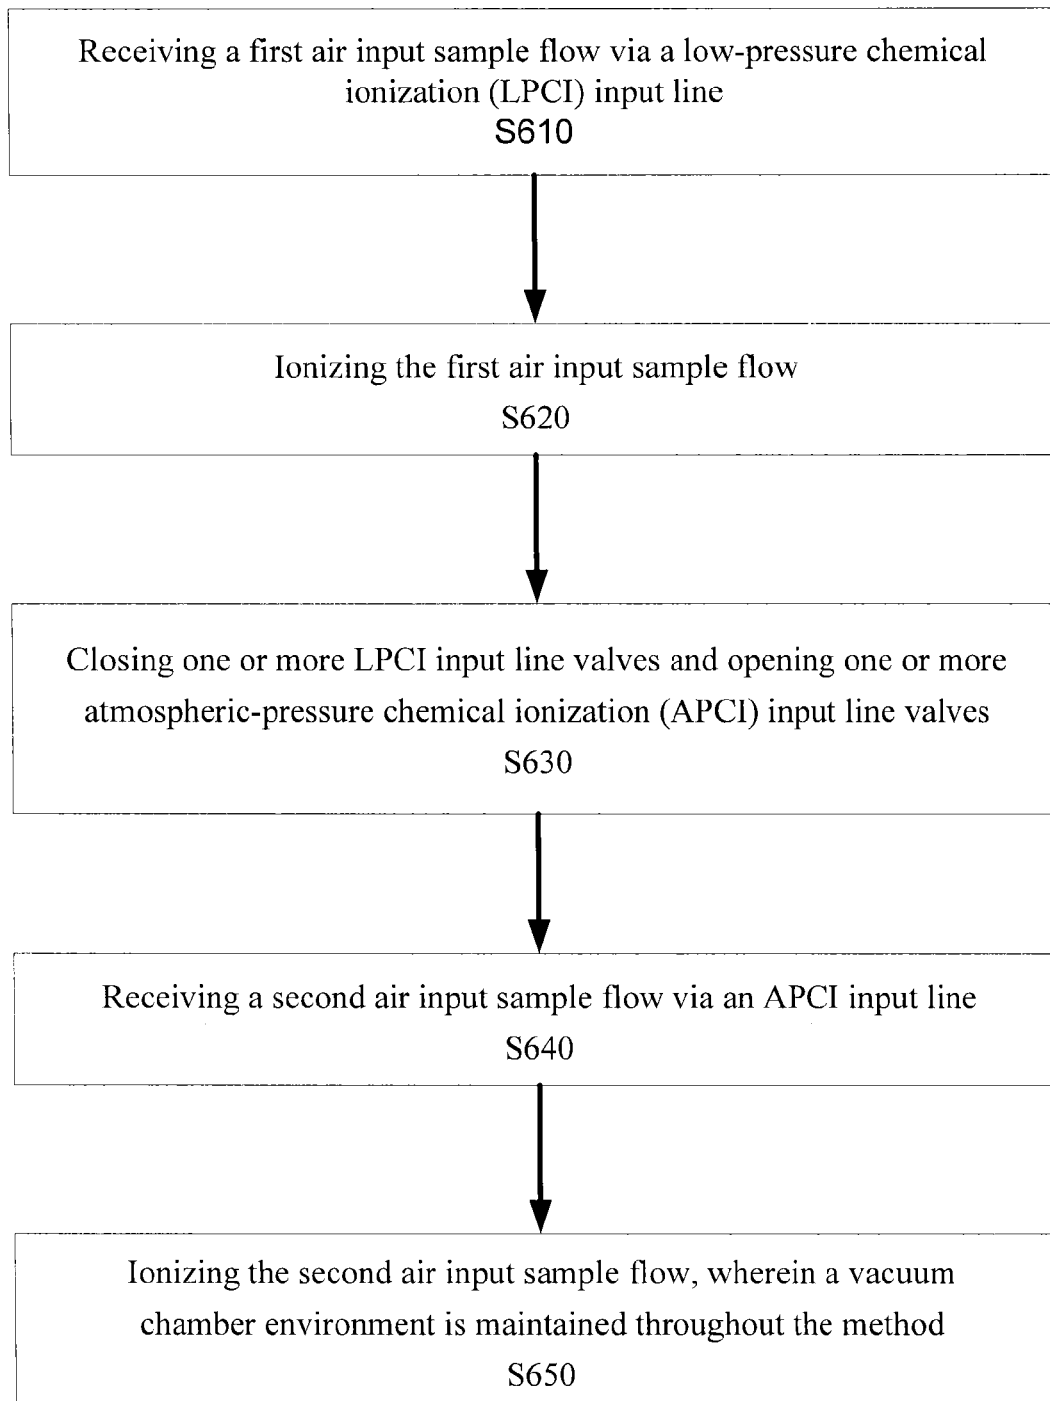 Receiving a first air input sample flow via a low-pressure chemical
ionization (LPCI) input line
S610
Ionizing the first air input sample flow
S620
Closing one or more LPCI input line valves and opening one or more
atmospheric-pressure chemical ionization (APCI) input line valves
S630
Receiving a second air input sample flow via an APCI input line
S640
Ionizing the second air input sample flow, wherein a vacuum
chamber environment is maintained throughout the method
S650